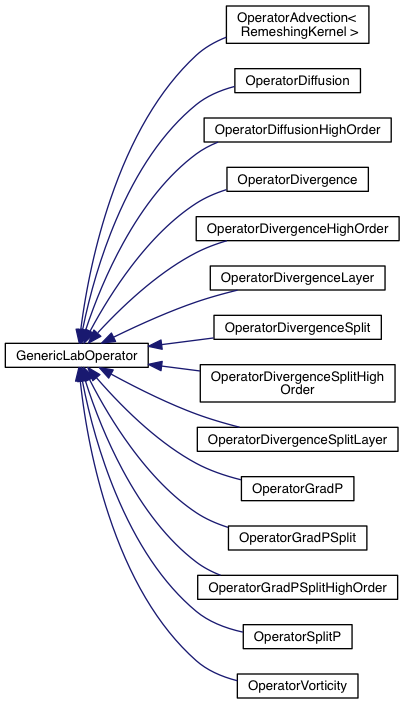 OperatorAdvection<
RemeshingKernel >
OperatorDiffusion
OperatorDiffusionHighOrder
OperatorDivergence
OperatorDivergenceHighOrder
OperatorDivergenceLayer
OperatorDivergenceSplit
GenericLabOperator
OperatorDivergenceSplitHigh
Order
OperatorDivergenceSplitLayer
OperatorGradP
OperatorGradPSplit
OperatorGradPSplitHighOrder
OperatorSplitP
OperatorVorticity